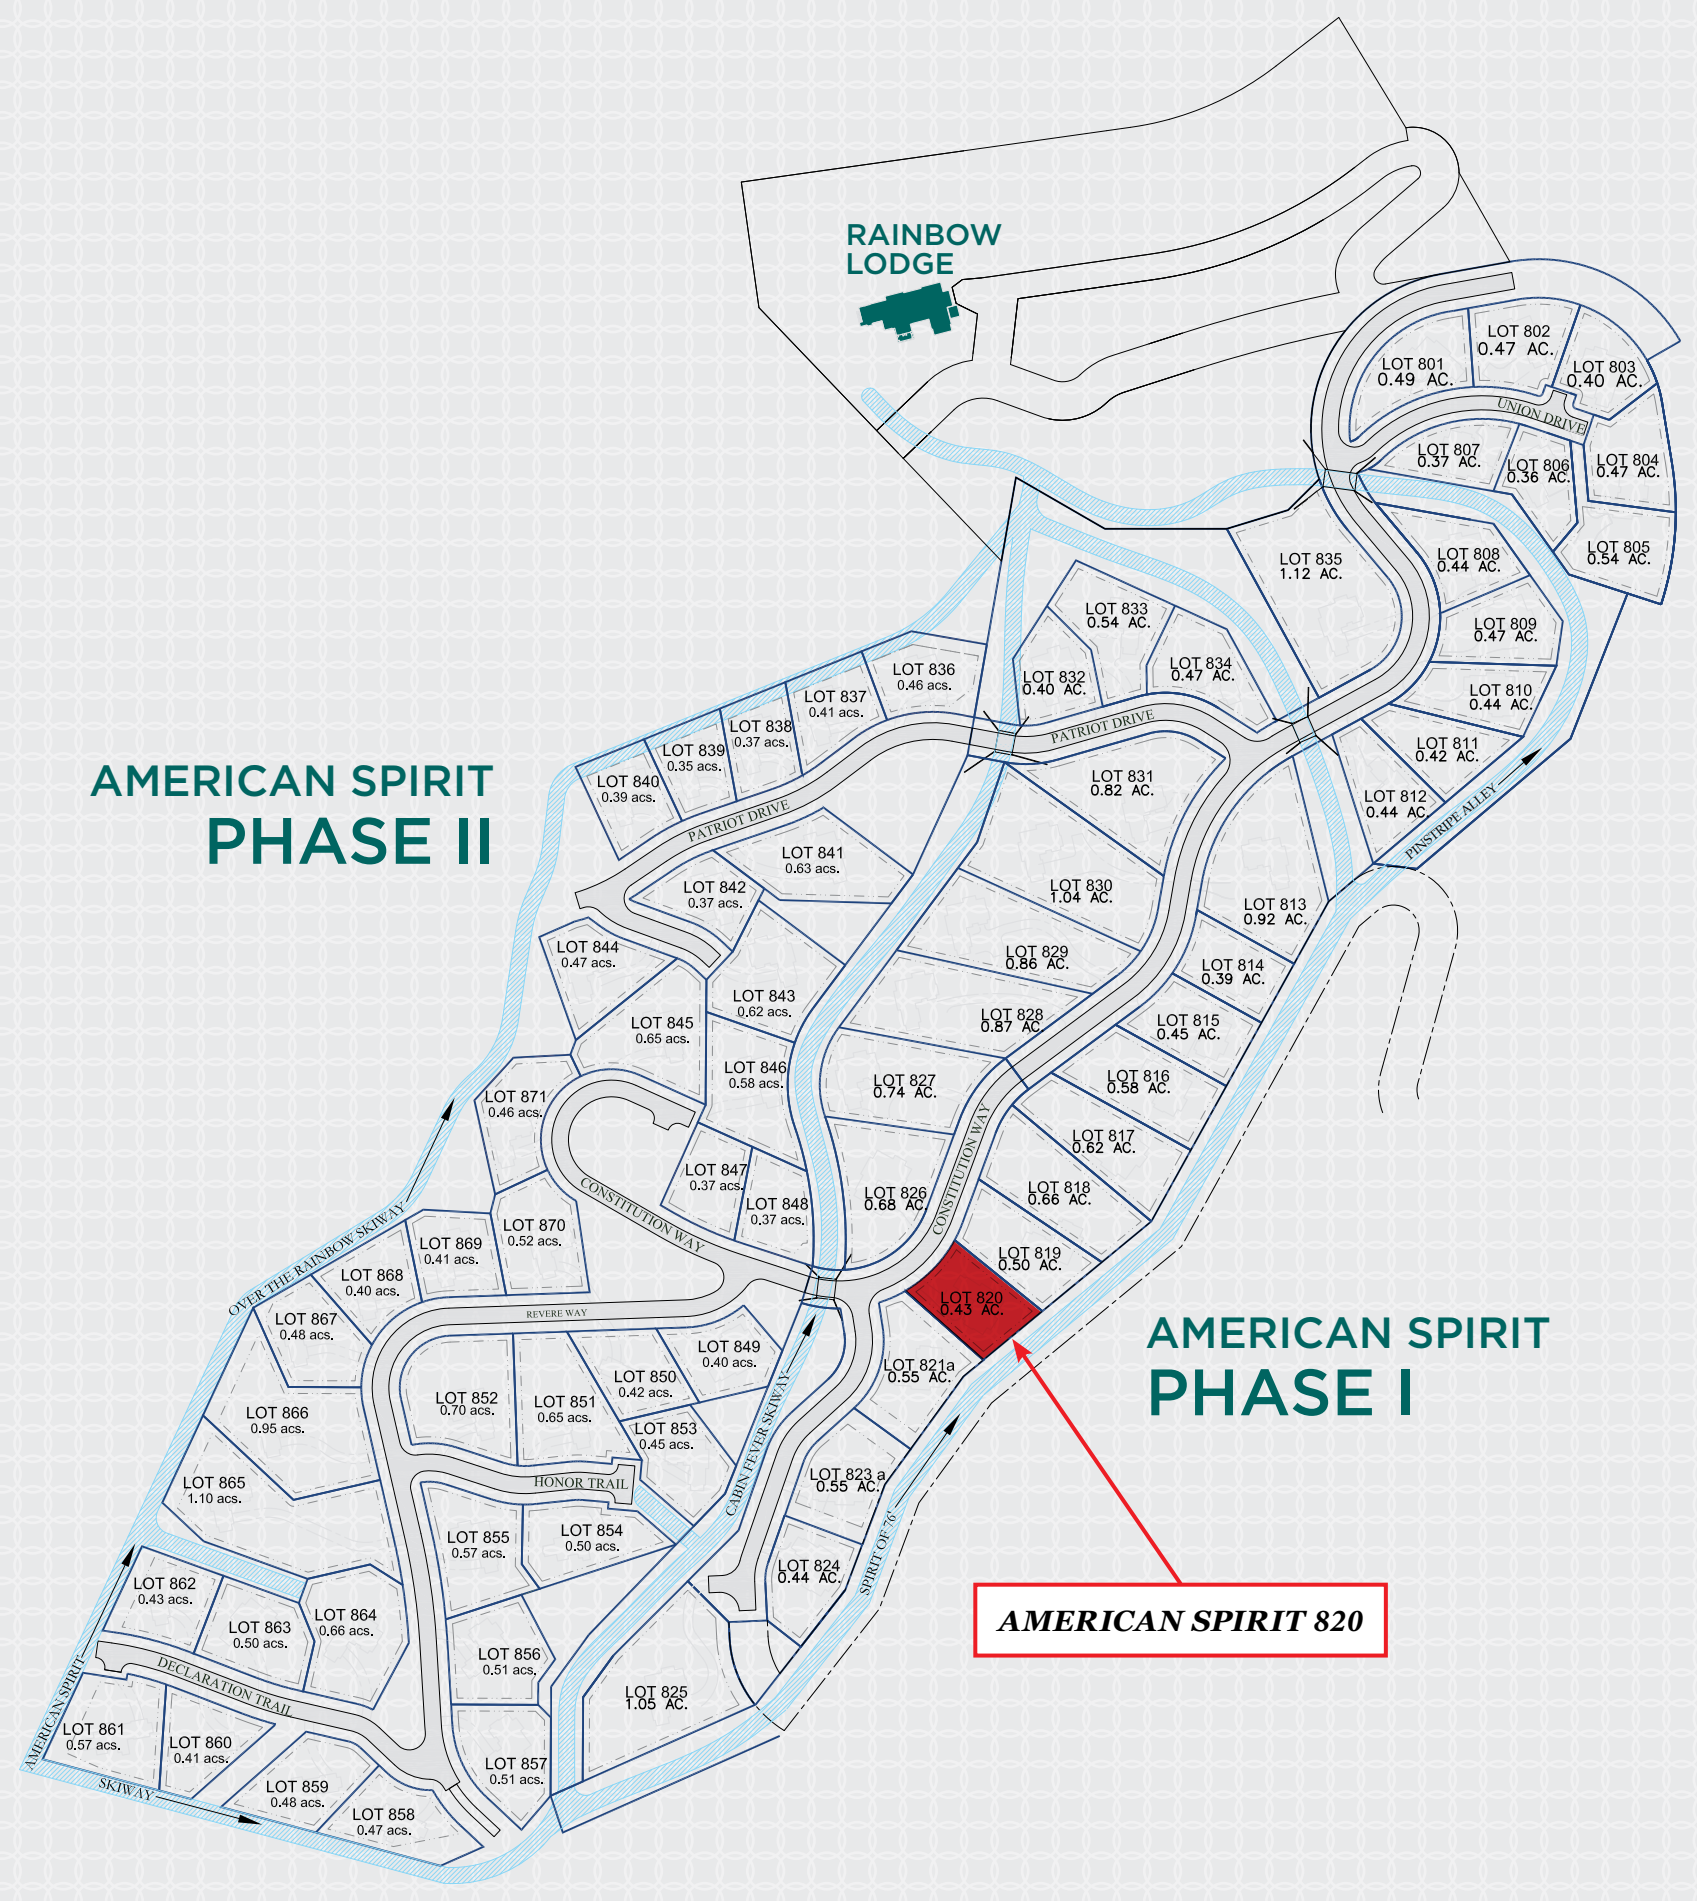 RAINBOW
LODGE
LOT 801
0.49 AC.
LOT 802
0.47 AC.
LOT 803
0.40 AC.
UNION DRIVE
LOT 807
0.37 AC.
LOT 806
0.36 AC.
LOT 804
0.47 AC.
LOT 808
0.44 AC.
LOT 805
0.54 AC.
LOT 835
1.12 AC.
LOT 833
0.54 AC.
LOT 809
0.47 AC.
LOT 836
0.46 acs.
LOT 832
0.40 AC.
LOT 834
0.47 AC.
LOT 810
0.44 AC.
LOT 837
0.41 acs.
LOT 838
0.37 acs.
PATRIOT DRIVE
LOT 839
0.35 acs.
LOT 811
0.42 AC.
LOT 840
0.39 acs.
LOT 831
0.82 AC.
LOT 812
0.44 AC.
PINSTRIPE ALLEY
AMERICAN SPIRIT
PHASE II
PATRIOT DRIVE
LOT 841
0.63 acs.
LOT 842
0.37 acs.
LOT 830
1.04 AC.
LOT 813
0.92 AC.
LOT 844
0.47 acs.
LOT 829
0.86 AC.
LOT 814
0.39 AC.
LOT 843
0.62 acs.
LOT 828
0.87 AC.
LOT 845
0.65 acs.
LOT 815
0.45 AC.
LOT 846
0.58 acs.
LOT 827
0.74 AC.
LOT 816
0.58 AC.
LOT 871
0.46 acs.
LOT 817
0.62 AC.
CONSTITUTION WAY
LOT 847
0.37 acs.
LOT 848
0.37 acs.
LOT 826
0.68 AC.
LOT 818
0.66 AC.
CONSTITUTION WAY
OVER THE RAINBOW SKIWAY
LOT 870
0.52 acs.
LOT 869
0.41 acs.
LOT 819
0.50 AC.
LOT 868
0.40 acs.
LOT 820
0.43 AC.
REVERE WAY
LOT 867
0.48 acs.
AMERICAN SPIRIT
PHASE I
LOT 849
0.40 acs.
LOT 821a
0.55 AC.
LOT 850
0.42 acs.
LOT 852
0.70 acs.
LOT 851
0.65 acs.
LOT 866
0.95 acs.
LOT 853
0.45 acs.
CABIN FEVER SKIWAY
LOT 865
1.10 acs.
HONOR TRAIL
LOT 823 a
0.55 AC.
LOT 855
0.57 acs.
LOT 854
0.50 acs.
SPIRIT OF 76'
LOT 824
0.44 AC.
LOT 862
0.43 acs.
LOT 864
0.66 acs.
LOT 863
0.50 acs.
AMERICAN SPIRIT 820
LOT 856
0.51 acs.
DECLARATION TRAIL
LOT 825
1.05 AC.
AMERICAN SPIRIT
LOT 861
0.57 acs.
LOT 860
0.41 acs.
LOT 857
0.51 acs.
SKIWAY
LOT 859
0.48 acs.
LOT 858
0.47 acs.